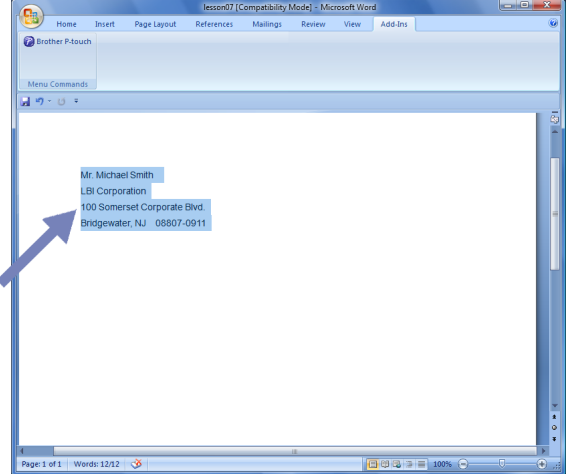 lesson07 [Compatibility Mode] - Microsoft Word
Home Insert Page Layout References Mailings Review View Add-Ins
Brother P-touch
Menu Commands
Mr. Michael Smith
LBI Corporation
100 Somerset Corporate Blvd.
Bridgewater, NJ 08807-0911
Page: 1 of 1 Words: 12/12 100%